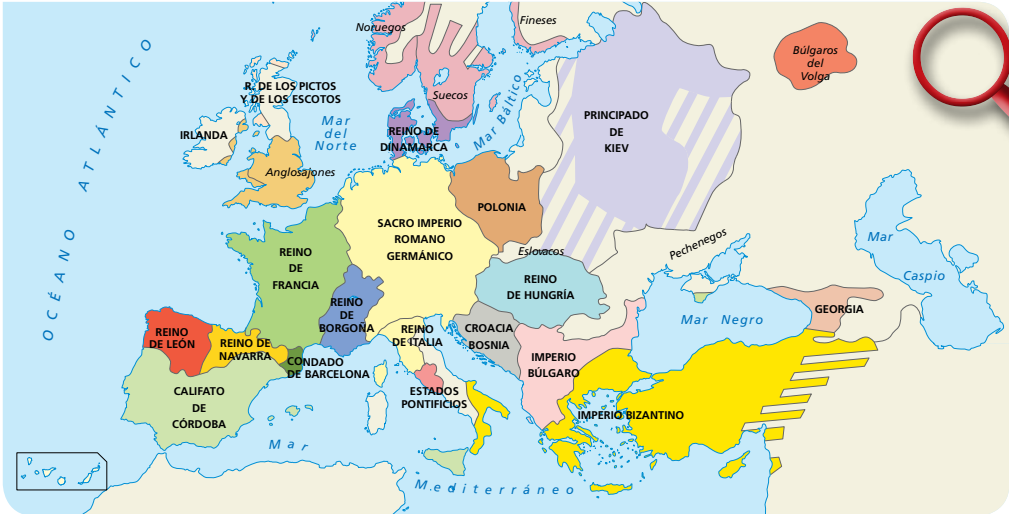 Noruegos
Fineses
Búlgaros
del
Volga
OCÉANO ATLÁNTICO
R. DE LOS PICTOS
Y DE LOS ESCOTOS
Suecos
Mar Báltico
PRINCIPADO
DE
KIEV
Mar
del
Norte
IRLANDA
REINO DE
DINAMARCA
Anglosajones
POLONIA
SACRO IMPERIO
ROMANO
GERMÁNICO
Eslovacos
Pechenegos
Mar
Caspio
REINO
DE
FRANCIA
REINO
DE HUNGRÍA
REINO
DE
BORGOÑA
GEORGIA
Mar Negro
REINO
DE LEÓN
REINO DE
NAVARRA
REINO
DE ITALIA
CROACIA
BOSNIA
IMPERIO
BÚLGARO
CONDADO
DE BARCELONA
CALIFATO
DE
CÓRDOBA
ESTADOS
PONTIFICIOS
IMPERIO BIZANTINO
Mar
Mediterráneo